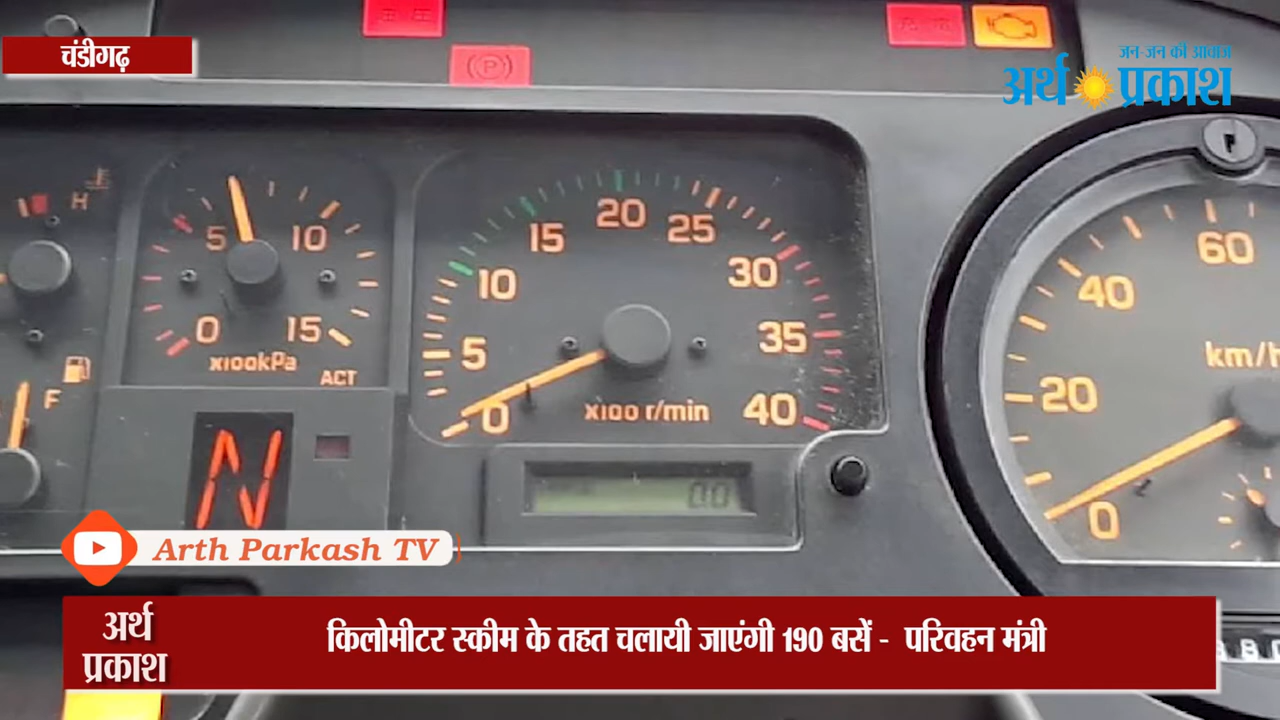 चंडीगढ़
जन-जन की आवाज
अर्थ प्रकाश
P
H
5
10
0
15
x100kPa
ACT
F
N
0
5
10
15
20
25
30
35
40
x100 r/min
0.0
0
20
40
60
km/h
Arth Parkash TV
अर्थ
प्रकाश
किलोमीटर स्कीम के तहत चलायी जाएंगी 190 बसें - परिवहन मंत्री